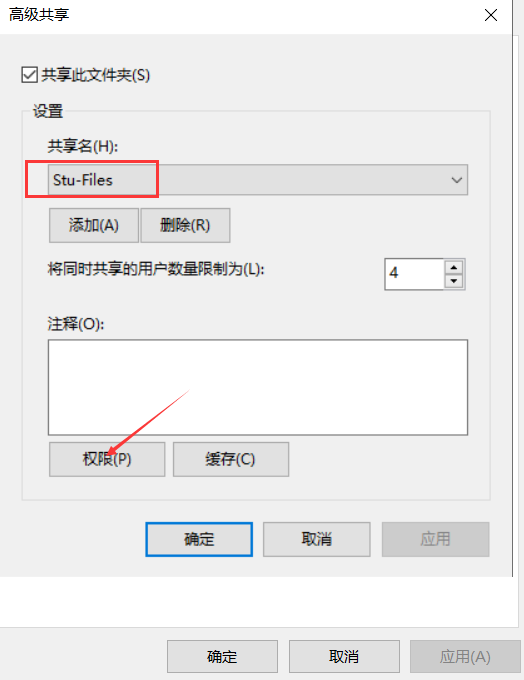 高级共享
共享此文件夹(S)
设置
共享名(H):
Stu-Files
添加(A) 删除(R)
将同时共享的用户数量限制为(L): 4
注释(O):
权限(P) 缓存(C)
确定 取消 应用
确定 取消 应用(A)